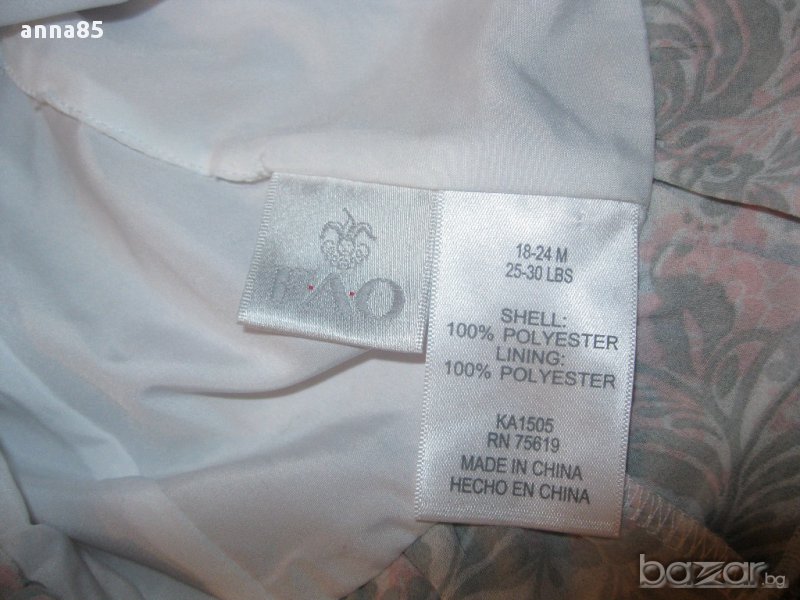 anna85
18-24 M
25-30 LBS
SHELL:
100% POLYESTER
LINING:
100% POLYESTER
KA1505
RN 75619
MADE IN CHINA
HECHO EN CHINA
bazar.bg